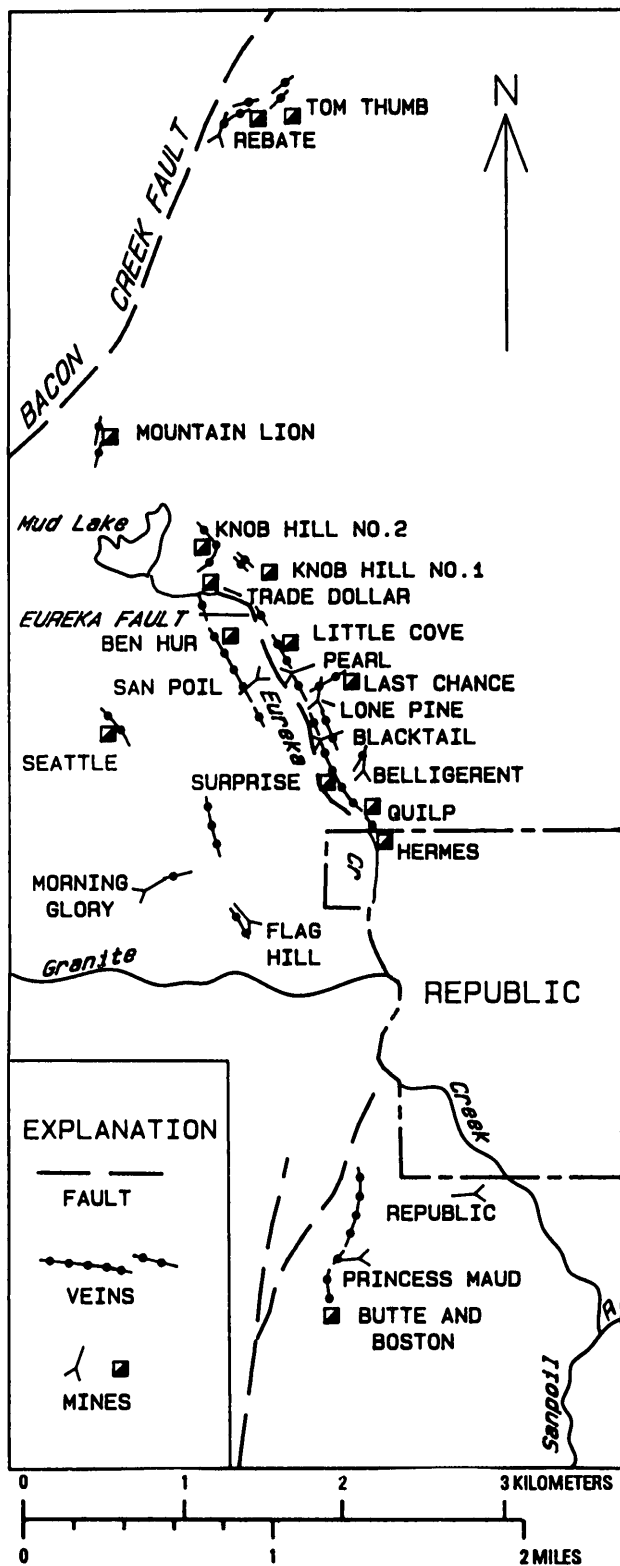 N
TOM THUMB
REBATE
BACON CREEK FAULT
MOUNTAIN LION
Mud Lake
KNOB HILL NO.2
KNOB HILL NO.1
TRADE DOLLAR
EUREKA FAULT
BEN HUR
LITTLE COVE
PEARL
SAN POIL
LAST CHANCE
Eureka
LONE PINE
BLACKTAIL
SEATTLE
BELLIGERENT
SURPRISE
QUILP
HERMES
Cr
MORNING
GLORY
FLAG
HILL
Granite
REPUBLIC
Creek
EXPLANATION
FAULT
VEINS
MINES
REPUBLIC
PRINCESS MAUD
BUTTE AND
BOSTON
Sanpoil
0 1 2 3 KILOMETERS
0 1 2 MILES